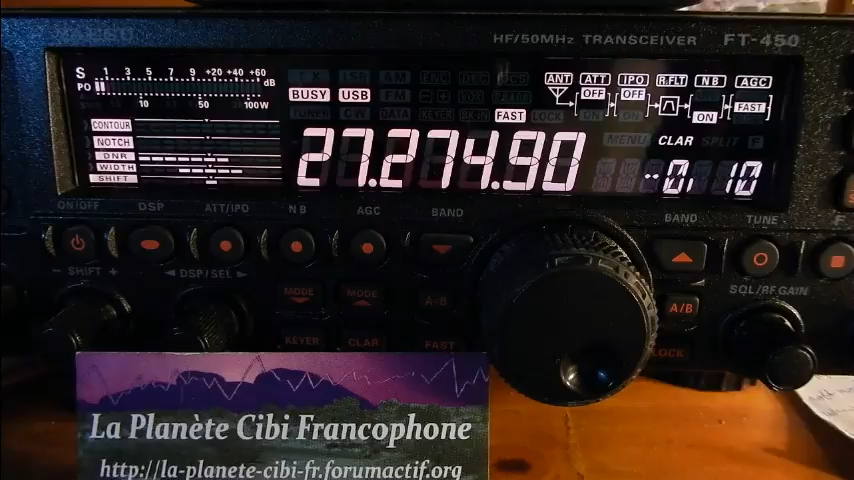 YAESU
HF/50MHz TRANSCEIVER FT-450
S 1 3 5 7 9 +20 +40 +60 dB
PO
10 50 100W
BUSY USB
ANT ATT IPO R.FLT NB AGC
OFF OFF FAST
ON
FAST LOCK
CONTOUR
NOTCH
DNR
WIDTH
SHIFT
27.274.90
MENU CLAR SPLIT F
-0.10
ON/OFF DSP ATT/IPO NB AGC BAND
BAND TUNE F
- SHIFT + ◄ DSP/SEL ►
MODE MODE A=B
A/B
SQL/RF GAIN
KEYER CLAR FAST
LOCK
La Planète Cibi Francophone
http://la-planete-cibi-fr.forumactif.org